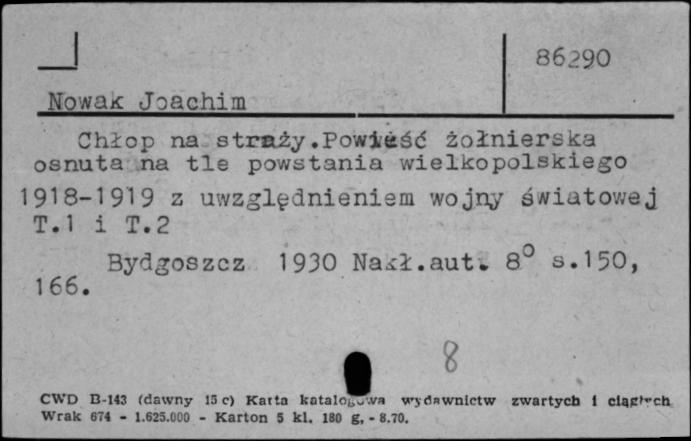 86290
Nowak Joachim
Chłop na straży.Powieść żołnierska
osnuta na tle powstania wielkopolskiego
1918-1919 z uwzględnieniem wojny światowej
T.1 i T.2
Bydgoszcz 1930 Nakł.aut. 8° s.150,
166.
8
CWD B-143 (dawny 15 c) Karta katalogowa wydawnictw zwartych i ciągłych
Wrak 674 - 1.625.000 - Karton 5 kl. 180 g. - 8.70.